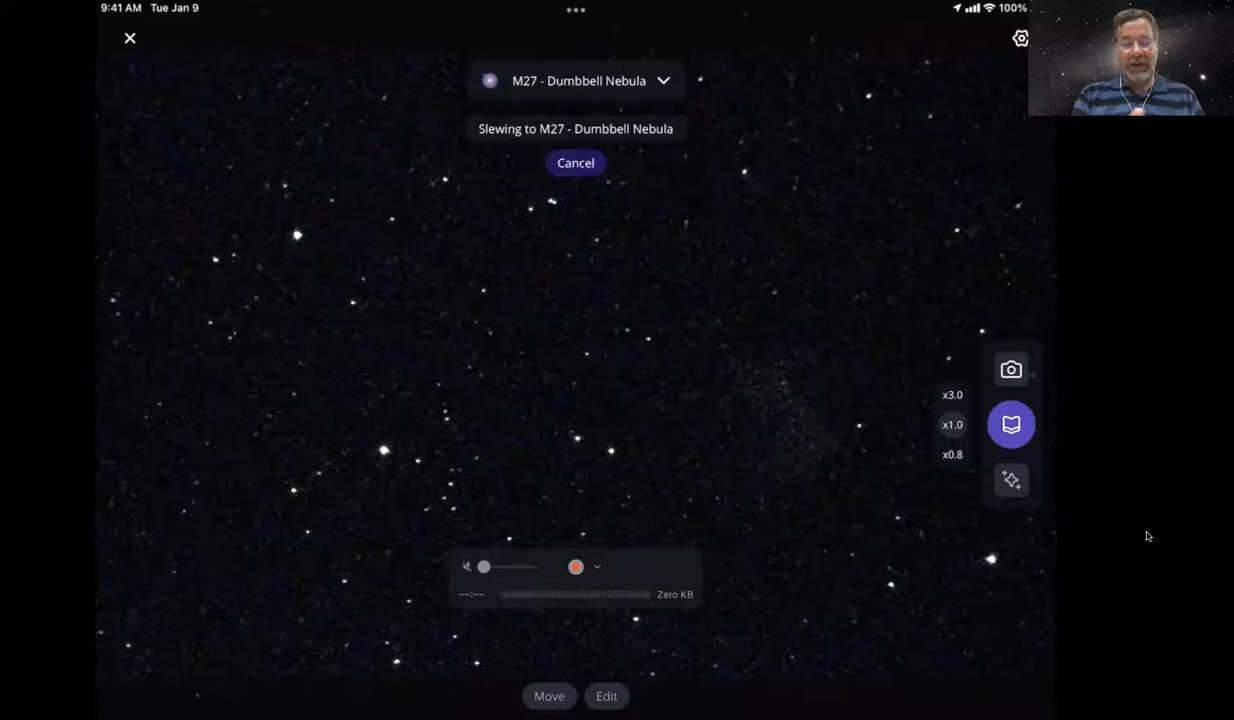 9:41 AM Tue Jan 9
100%
M27 - Dumbbell Nebula
Slewing to M27 - Dumbbell Nebula
Cancel
x3.0
x1.0
x0.8
--:--
Zero KB
Move
Edit